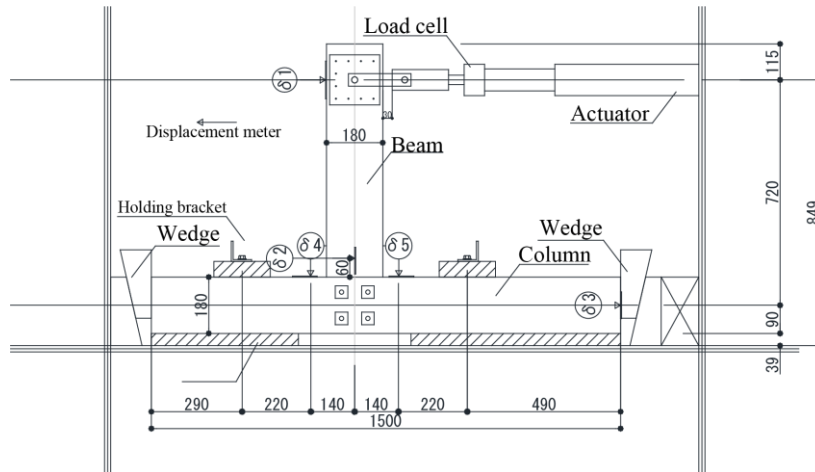 Load cell
115
δ1
Actuator
30
Displacement meter
180
Beam
720
849
Holding bracket
Wedge
δ2
δ4
δ5
Wedge
60
Column
180
δ3
90
39
290
220
140
140
220
490
1500